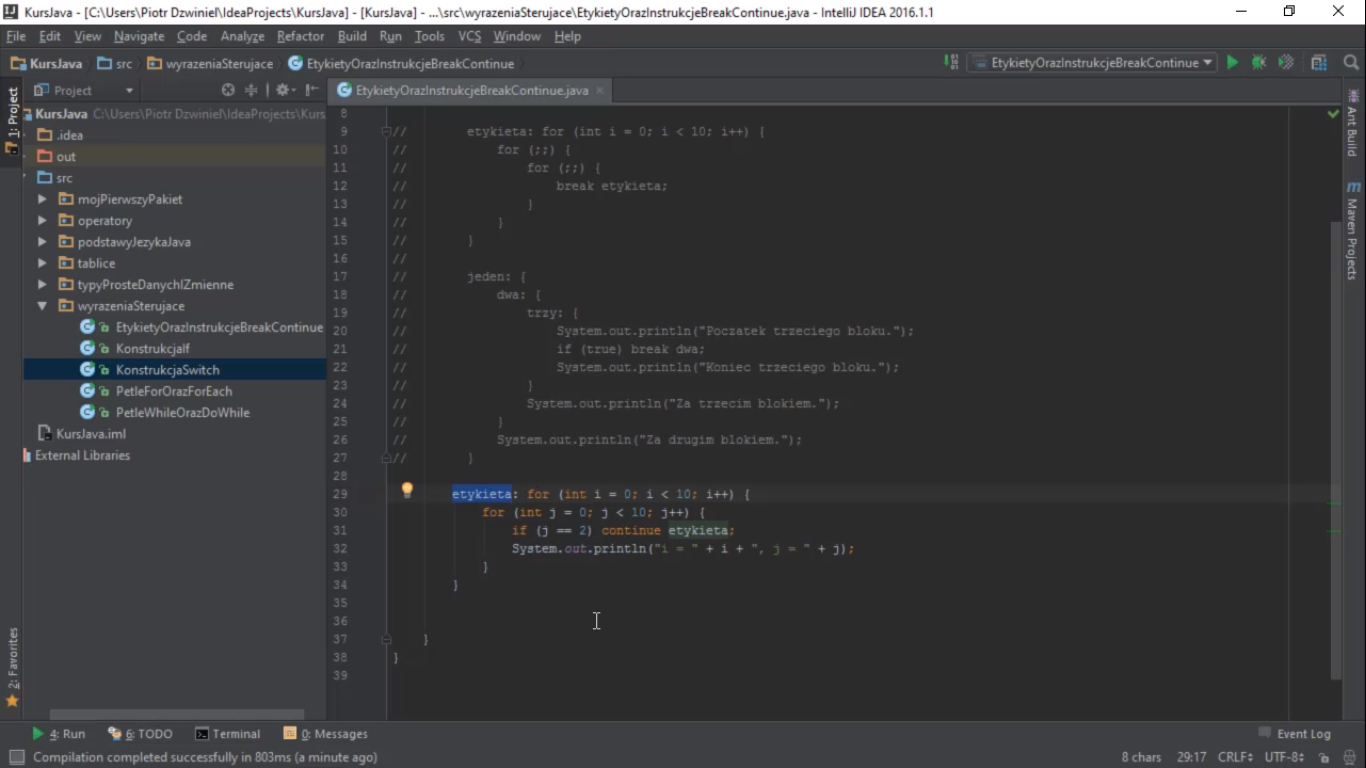 KursJava - [C:\Users\Piotr Dzwiniel\IdeaProjects\KursJava] - [KursJava] - ...\src\wyrazeniaSterujace\EtykietyOrazInstrukcjeBreakContinue.java - IntelliJ IDEA 2016.1.1
File Edit View Navigate Code Analyze Refactor Build Run Tools VCS Window Help
KursJava src wyrazeniaSterujace EtykietyOrazInstrukcjeBreakContinue
EtykietyOrazInstrukcjeBreakContinue
1: Project
Project
KursJava C:\Users\Piotr Dzwiniel\IdeaProjects\Kurs
.idea
out
src
mojPierwszyPakiet
operatory
podstawyJezykaJava
tablice
typyProsteDanychIZmienne
wyrazeniaSterujace
EtykietyOrazInstrukcjeBreakContinue
KonstrukcjaIf
KonstrukcjaSwitch
PetleForOrazForEach
PetleWhileOrazDoWhile
KursJava.iml
External Libraries
2: Favorites
EtykietyOrazInstrukcjeBreakContinue.java
8
9 // etykieta: for (int i = 0; i < 10; i++) {
10 // for (;;) {
11 // for (;;) {
12 // break etykieta;
13 // }
14 // }
15 // }
16 //
17 // jeden: {
18 // dwa: {
19 // trzy: {
20 // System.out.println("Poczatek trzeciego bloku.");
21 // if (true) break dwa;
22 // System.out.println("Koniec trzeciego bloku.");
23 // }
24 // System.out.println("Za trzecim blokiem.");
25 // }
26 // System.out.println("Za drugim blokiem.");
27 // }
28
29 etykieta: for (int i = 0; i < 10; i++) {
30 for (int j = 0; j < 10; j++) {
31 if (j == 2) continue etykieta;
32 System.out.println("i = " + i + ", j = " + j);
33 }
34 }
35
36
37 }
38 }
39
Ant Build
Maven Projects
4: Run 6: TODO Terminal 0: Messages Event Log
Compilation completed successfully in 803ms (a minute ago) 8 chars 29:17 CRLF UTF-8